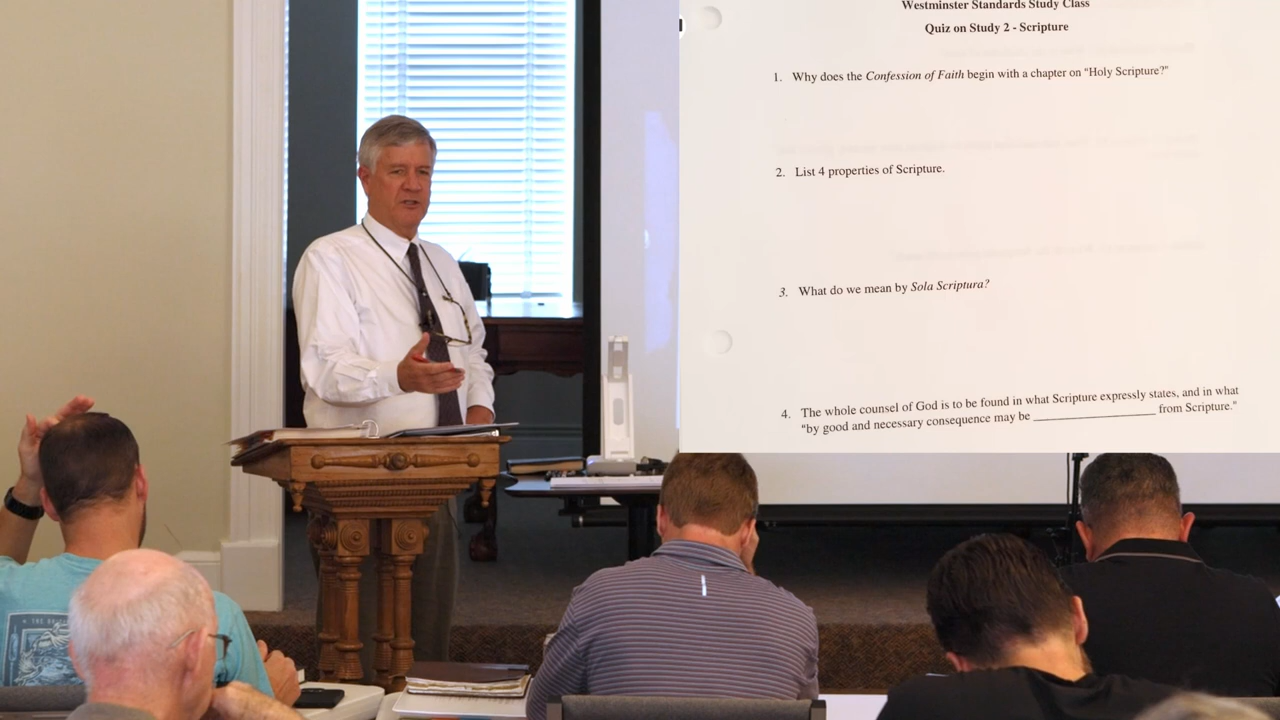 Westminster Standards Study Class
Quiz on Study 2 - Scripture
1. Why does the Confession of Faith begin with a chapter on "Holy Scripture?"
2. List 4 properties of Scripture.
3. What do we mean by Sola Scriptura?
4. The whole counsel of God is to be found in what Scripture expressly states, and in what
"by good and necessary consequence may be ____________________ from Scripture."